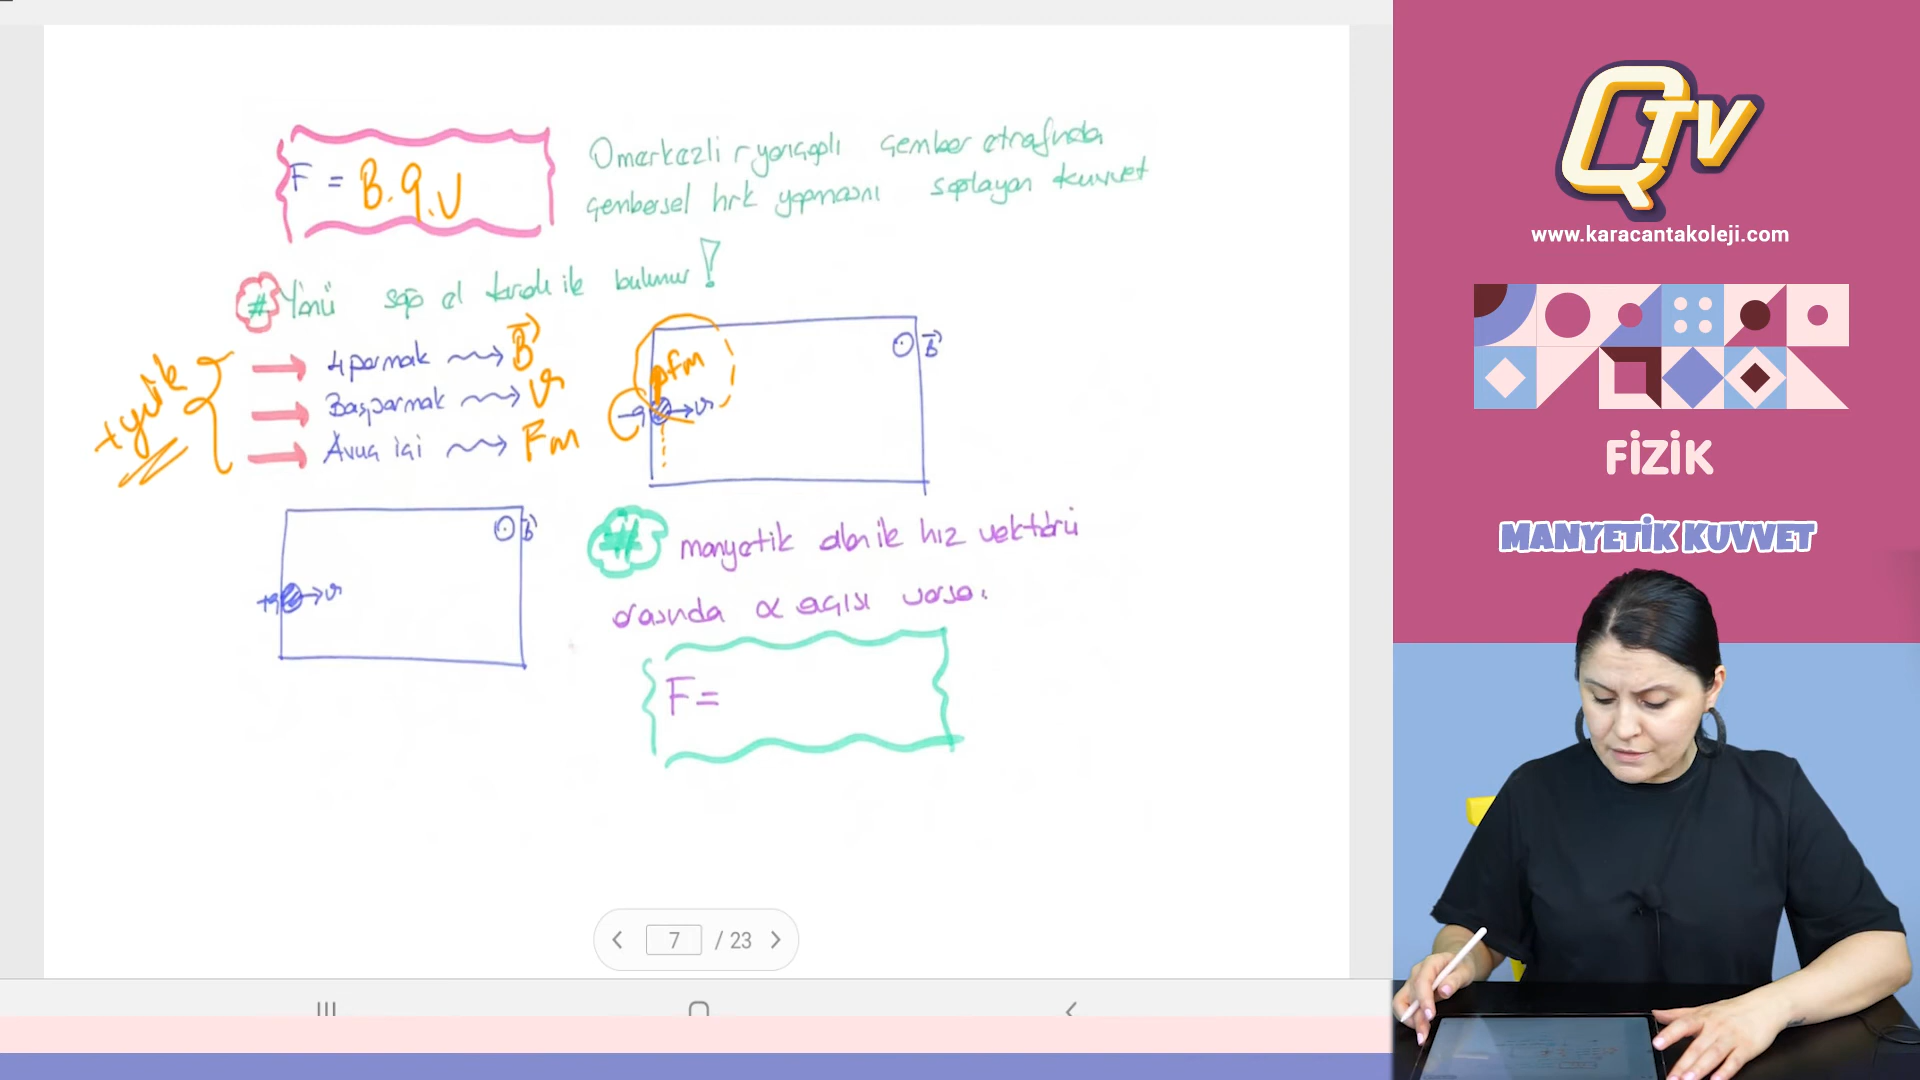 F = B.q.v
O merkezli r yarıçaplı çember etrafında
çembersel hrk yapmasını sağlayan kuvvet
# Yönü sağ el kuralı ile bulunur!
+ yük
4 parmak → B
Başparmak → v
Avuç içi → Fm
Fm
-q → v
B
B
+q → v
# manyetik alan ile hız vektörü
arasında α açısı varsa.
F=
7 / 23
QTV
www.karacantakoleji.com
FİZİK
MANYETİK KUVVET